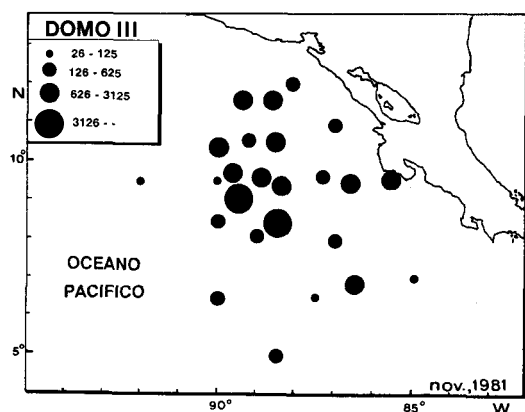 DOMO III
26 - 125
126 - 625
626 - 3125
3126 - -
N
10°
OCEANO
PACIFICO
5°
nov.,1981
90°
85°
W